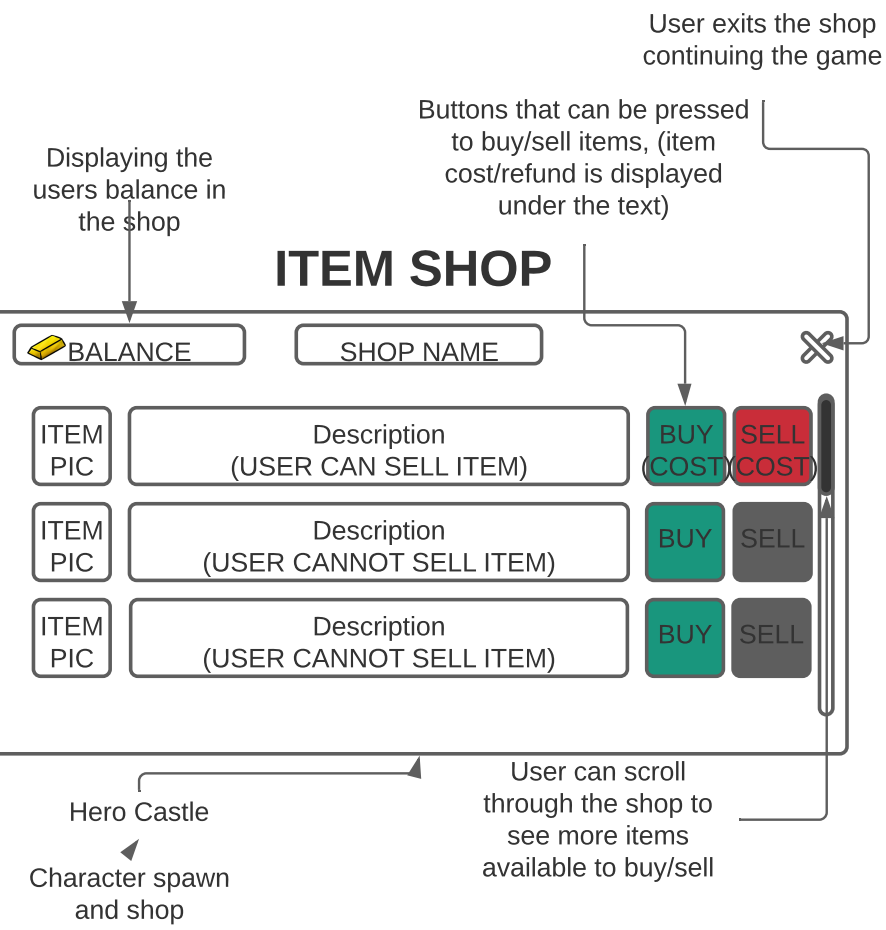 User exits the shop
continuing the game
Buttons that can be pressed
to buy/sell items, (item
cost/refund is displayed
under the text)
Displaying the
users balance in
the shop
ITEM SHOP
BALANCE
SHOP NAME
ITEM
PIC
Description
(USER CAN SELL ITEM)
BUY
(COST)
SELL
(COST)
ITEM
PIC
Description
(USER CANNOT SELL ITEM)
BUY
SELL
ITEM
PIC
Description
(USER CANNOT SELL ITEM)
BUY
SELL
User can scroll
through the shop to
see more items
available to buy/sell
Hero Castle
Character spawn
and shop